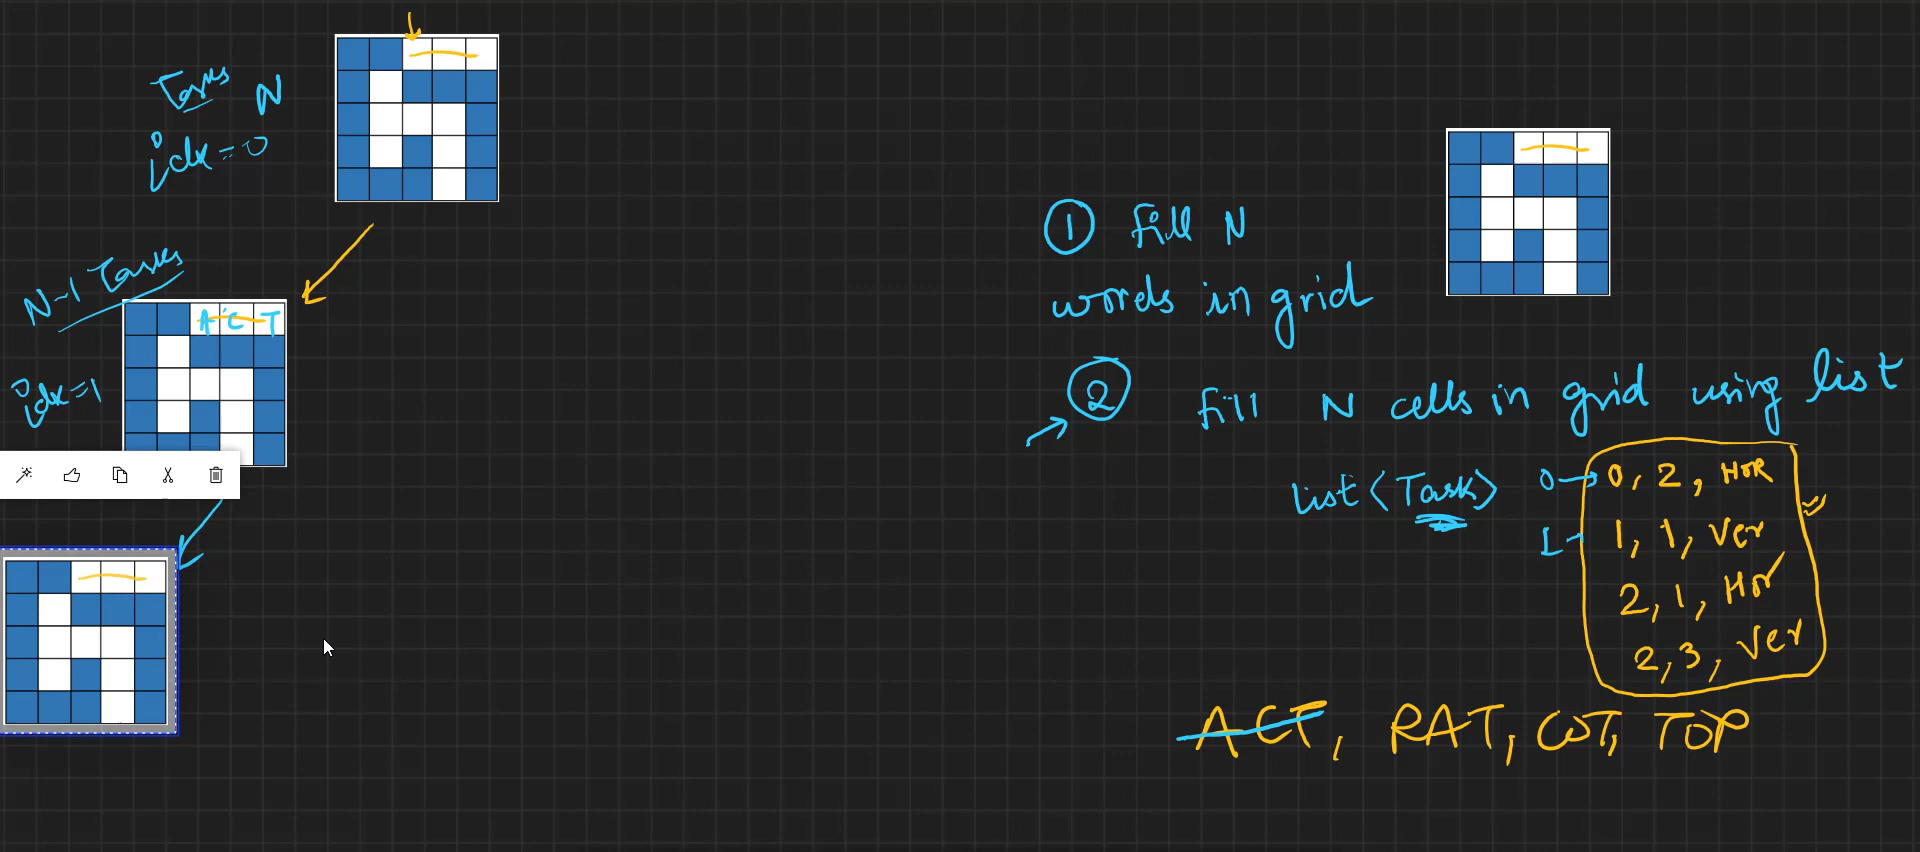 Tasks N
idx=0
N-1 Tasks
A C T
idx=1
① fill N
words in grid
② fill N cells in grid using list
list <Task>
0→ 0, 2, HOR
1- 1, 1, Ver
2, 1, Hor
2, 3, Ver
ACT, RAT, COT, TOP